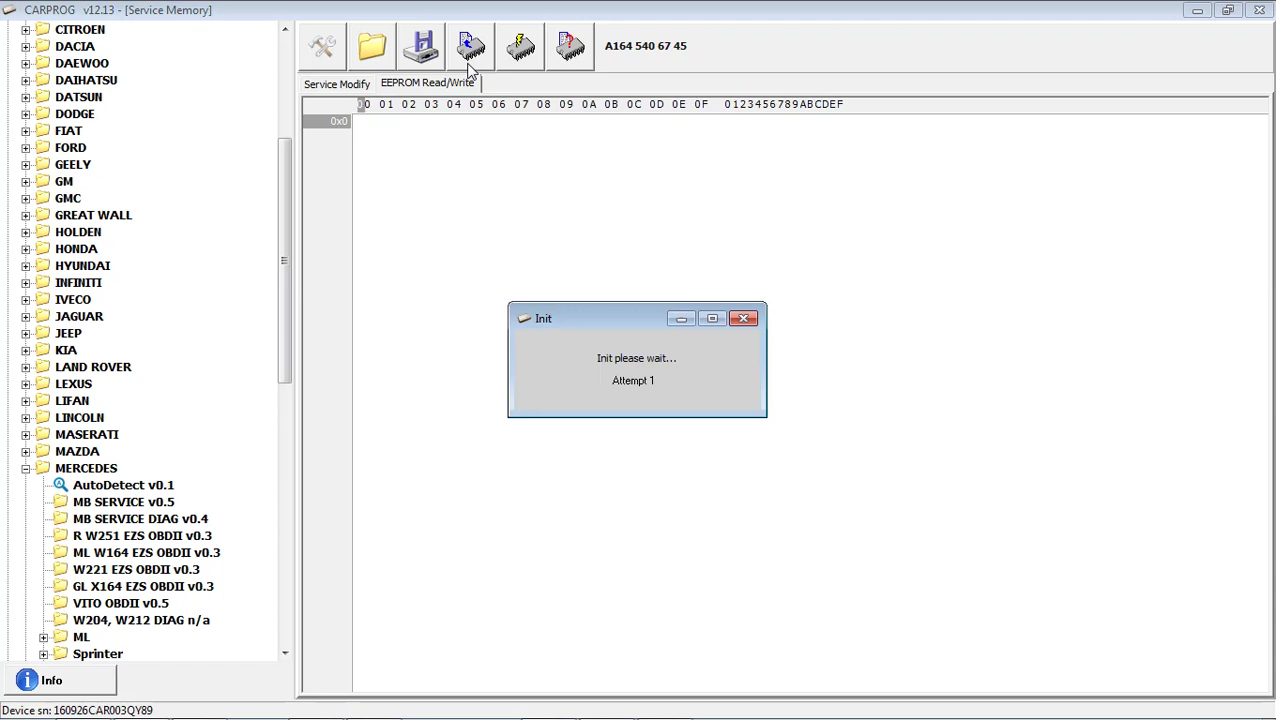 CARPROG v12.13 - [Service Memory]
CITROEN
DACIA
DAEWOO
DAIHATSU
DATSUN
DODGE
FIAT
FORD
GEELY
GM
GMC
GREAT WALL
HOLDEN
HONDA
HYUNDAI
INFINITI
IVECO
JAGUAR
JEEP
KIA
LAND ROVER
LEXUS
LIFAN
LINCOLN
MASERATI
MAZDA
MERCEDES
AutoDetect v0.1
MB SERVICE v0.5
MB SERVICE DIAG v0.4
R W251 EZS OBDII v0.3
ML W164 EZS OBDII v0.3
W221 EZS OBDII v0.3
GL X164 EZS OBDII v0.3
VITO OBDII v0.5
W204, W212 DIAG n/a
ML
Sprinter
Info
A164 540 67 45
Service Modify
EEPROM Read/Write
00 01 02 03 04 05 06 07 08 09 0A 0B 0C 0D 0E 0F 0123456789ABCDEF
0x0
Init
Init please wait...
Attempt 1
Device sn: 160926CAR003QY89